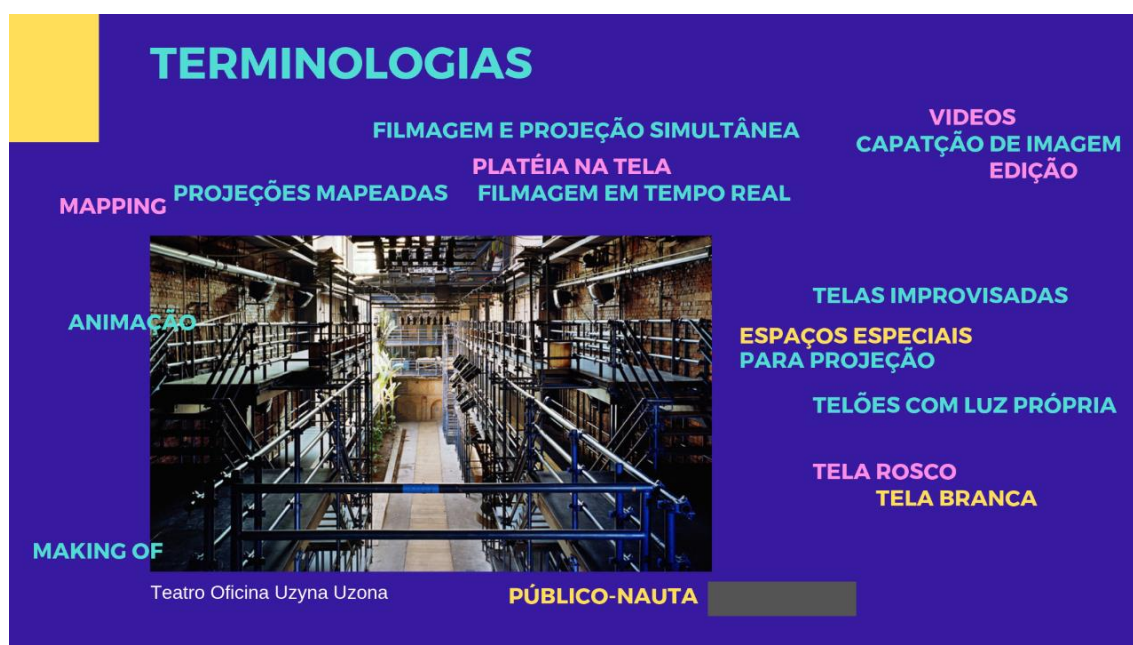 TERMINOLOGIAS
FILMAGEM E PROJEÇÃO SIMULTÂNEA
PLATÉIA NA TELA
PROJEÇÕES MAPEADAS
FILMAGEM EM TEMPO REAL
MAPPING
VIDEOS
CAPATÇÃO DE IMAGEM
EDIÇÃO
ANIMAÇÃO
TELAS IMPROVISADAS
ESPAÇOS ESPECIAIS
PARA PROJEÇÃO
TELÕES COM LUZ PRÓPRIA
TELA ROSCO
TELA BRANCA
MAKING OF
Teatro Oficina Uzyna Uzona
PÚBLICO-NAUTA